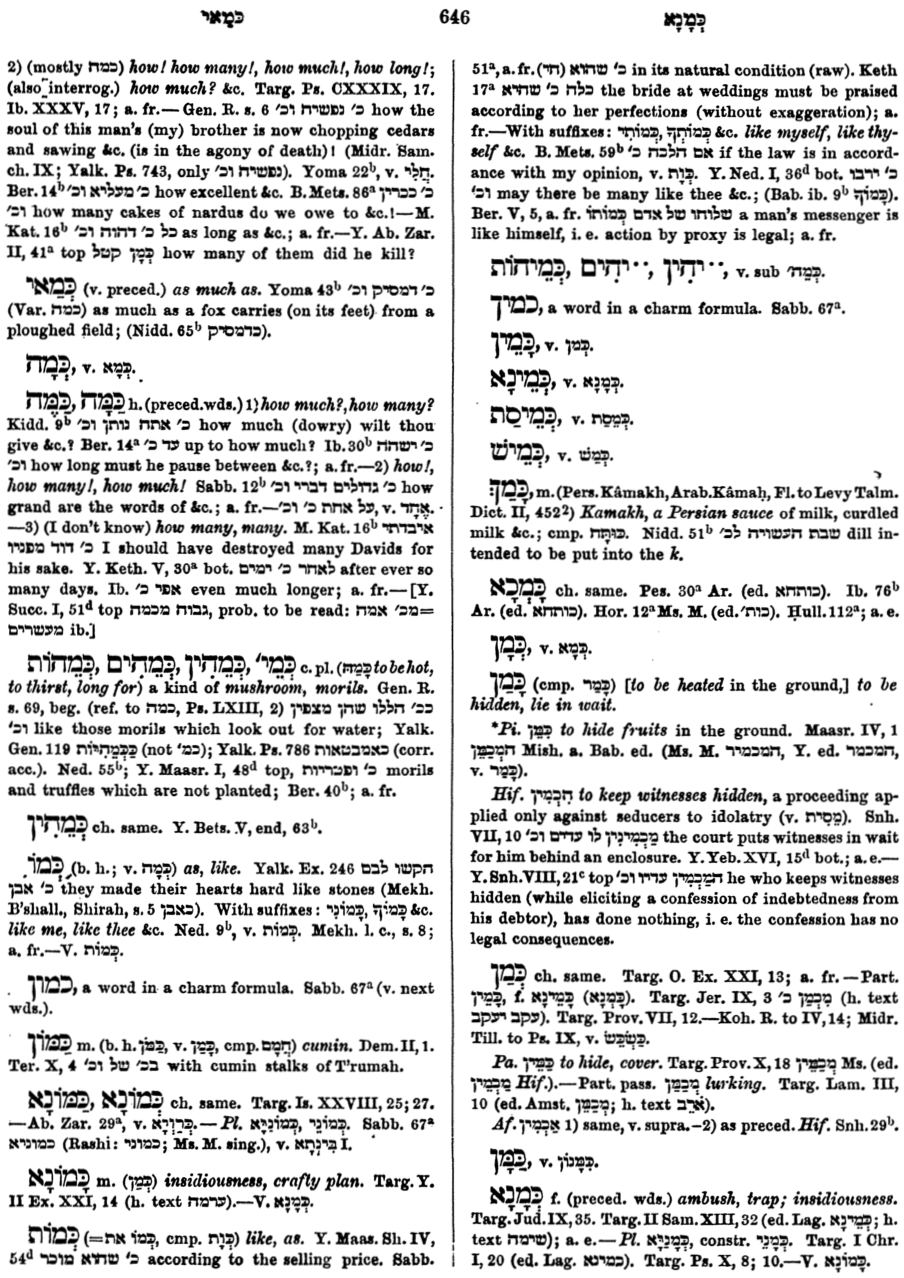 כמאי
646
כְּמָנָא
2) (mostly כמה) how! how many!, how much!, how long!;
(also interrog.) how much? &c. Targ. Ps. CXXXIX, 17.
Ib. XXXV, 17; a. fr.—Gen. R. s. 6 כ׳ נפשיה וכ׳ how the
soul of this man's (my) brother is now chopping cedars
and sawing &c. (is in the agony of death)! (Midr. Sam.
ch. IX; Yalk. Ps. 743, only נפשיה וכ׳). Yoma 22ᵇ, v. חֲלֵי.
Ber. 14ᵇ כ׳ מעליא וכ׳ how excellent &c. B. Mets. 86ᵃ כ׳ ככרין
וכ׳ how many cakes of nardus do we owe to &c.!—M.
Kat. 16ᵇ כל כ׳ דהוה וכ׳ as long as &c.; a. fr.—Y. Ab. Zar.
II, 41ᵃ top כְּמָן קטל how many of them did he kill?
כְּמַאי (v. preced.) as much as. Yoma 43ᵇ כ׳ דמסיק וכ׳
(Var. כמה) as much as a fox carries (on its feet) from a
ploughed field; (Nidd. 65ᵇ כדמסיק).
כְּמָה, v. כְּמָא.
כַּמָּה, כַּמֶּה h. (preced. wds.) 1) how much?, how many?
Kidd. 9ᵇ כ׳ אתה נותן וכ׳ how much (dowry) wilt thou
give &c.? Ber. 14ᵃ עד כ׳ up to how much? Ib. 30ᵇ כ׳ ישהה
וכ׳ how long must he pause between &c.?; a. fr.—2) how!,
how many!, how much! Sabb. 12ᵇ כ׳ גדולים דברי וכ׳ how
grand are the words of &c.; a. fr.—על אחת כ׳ וכ׳, v. אֶחָד.
—3) (I don't know) how many, many. M. Kat. 16ᵇ איבדתי
כ׳ דוד מפניו I should have destroyed many Davids for
his sake. Y. Keth. V, 30ᵃ bot. לאחר כ׳ ימים after ever so
many days. Ib. אפי כ׳ even much longer; a. fr.—[Y.
Succ. I, 51ᵈ top גבוה מכמה, prob. to be read: מכ׳ אמה=
מעשרים ib.]
כְּמֵי׳, כְּמֵהִין, כְּמֵהִים, כְּמֵהוֹת c. pl. (כָּמַהּ to be hot,
to thirst, long for) a kind of mushroom, morils. Gen. R.
s. 69, beg. (ref. to כמה, Ps. LXIII, 2) ככ׳ הללו שהן מצפין
וכ׳ like those morils which look out for water; Yalk.
Gen. 119 כַּכְּמֵהִיּוֹת (not כמ׳); Yalk. Ps. 786 כאמבטאות (corr.
acc.). Ned. 55ᵇ; Y. Maasr. I, 48ᵈ top, כ׳ ופטריות morils
and truffles which are not planted; Ber. 40ᵇ; a. fr.
כְּמֵהִין ch. same. Y. Bets. V, end, 63ᵇ.
כְּמוֹ (b. h.; v. כְּמָה) as, like. Yalk. Ex. 246 הקשו לבם
כ׳ אבן they made their hearts hard like stones (Mekh.
B'shall., Shirah, s. 5 כאבן). With suffixes: כָּמוֹךָ, כָּמוֹנִי &c.
like me, like thee &c. Ned. 9ᵇ, v. כְּמוֹת. Mekh. l. c., s. 8;
a. fr.—V. כְּמוֹת.
כמון, a word in a charm formula. Sabb. 67ᵃ (v. next
wds.).
כַּמּוֹן m. (b. h. כַּמֹּן, v. כָּמַן, cmp. חָמַם) cumin. Dem. II, 1.
Ter. X, 4 בכ׳ של וכ׳ with cumin stalks of T'rumah.
כַּמּוֹנָא, כְּמוֹנָא ch. same. Targ. Is. XXVIII, 25; 27.
—Ab. Zar. 29ᵃ, v. כְּרַוְיָא.—Pl. כְּמוֹנֵי, כְּמוֹנַיָּא. Sabb. 67ᵃ
כמוניא (Rashi: כמוני; Ms. M. sing.), v. בִּינְתָא I.
כְּמוֹנָא m. (כְּמַן) insidiousness, crafty plan. Targ. Y.
II Ex. XXI, 14 (h. text ערמה).—V. כְּמָנָא.
כְּמוֹת (=כְּמוֹ את, cmp. כְּוָת) like, as. Y. Maas. Sh. IV,
54ᵈ כ׳ שהוא מוכר according to the selling price. Sabb.
51ᵃ, a. fr. כ׳ שהוא (חי) in its natural condition (raw). Keth
17ᵃ כלה כ׳ שהיא the bride at weddings must be praised
according to her perfections (without exaggeration); a.
fr.—With suffixes: כְּמוֹתִי, כְּמוֹתְךָ &c. like myself, like thy-
self &c. B. Mets. 59ᵇ אם הלכה כ׳ if the law is in accord-
ance with my opinion, v. כְּוָת. Y. Ned. I, 36ᵈ bot. כ׳ ירבו
וכ׳ may there be many like thee &c.; (Bab. ib. 9ᵇ כָּמוֹךָ).
Ber. V, 5, a. fr. שלוחו של אדם כְּמוֹתוֹ a man's messenger is
like himself, i. e. action by proxy is legal; a. fr.
כְּמֵיהוֹת, ··יהִים, ··יהִין, v. sub כְּמֵה׳.
כמיך, a word in a charm formula. Sabb. 67ᵃ.
כָּמֵין, v. כמן.
כְּמֵינָא, v. כְּמָנָא.
כְּמֵיסַת, v. כְּמִסַת.
כְּמֵישׁ, v. כְּמַשׁ.
כָּמָךְ, m. (Pers. Kâmakh, Arab. Kâmaḥ, Fl. to Levy Talm.
Dict. II, 452²) Kamakh, a Persian sauce of milk, curdled
milk &c.; cmp. כּוּתָּח. Nidd. 51ᵇ שבת העשויה לכ׳ dill in-
tended to be put into the k.
כָּמְכָא ch. same. Pes. 30ᵃ Ar. (ed. כותחא). Ib. 76ᵇ
Ar. (ed. כותחא). Hor. 12ᵃ Ms. M. (ed. כות׳). Ḥull. 112ᵃ; a. e.
כְּמָן, v. כְּמָא.
כָּמַן (cmp. כָּמַר) [to be heated in the ground,] to be
hidden, lie in wait.
*Pi. כִּמֵּן to hide fruits in the ground. Maasr. IV, 1
הַמְכַמֵּן Mish. a. Bab. ed. (Ms. M. המכמיר, Y. ed. המכמר,
v. כָּמַר).
Hif. הִכְמִין to keep witnesses hidden, a proceeding ap-
plied only against seducers to idolatry (v. מֵסִית). Snh.
VII, 10 מַכְמִינִין לו עדים וכ׳ the court puts witnesses in wait
for him behind an enclosure. Y. Yeb. XVI, 15ᵈ bot.; a. e.—
Y. Snh. VIII, 21ᶜ top הַמַּכְמִין עדיו וכ׳ he who keeps witnesses
hidden (while eliciting a confession of indebtedness from
his debtor), has done nothing, i. e. the confession has no
legal consequences.
כְּמַן ch. same. Targ. O. Ex. XXI, 13; a. fr.—Part.
כָּמֵין, f. כָּמֵינָא (כָּמְנָא). Targ. Jer. IX, 3 כ׳ מִכְמַן (h. text
עקב יעקב). Targ. Prov. VII, 12.—Koh. R. to IV, 14; Midr.
Till. to Ps. IX, v. כַּשְׂכֵּשׂ.
Pa. כַּמֵּין to hide, cover. Targ. Prov. X, 18 מְכַמֵּין Ms. (ed.
מַכְמִין Hif.).—Part. pass. מְכַמַּן lurking. Targ. Lam. III,
10 (ed. Amst. מְכַמֵּן; h. text אֹרֵב).
Af. אַכְמִין 1) same, v. supra.—2) as preced. Hif. Snh. 29ᵇ.
כַּמָּן, v. כְּמָנוֹן.
כְּמָנָא f. (preced. wds.) ambush, trap; insidiousness.
Targ. Jud. IX, 35. Targ. II Sam. XIII, 32 (ed. Lag. כְּמֵינָא; h.
text שימה); a. e.—Pl. כְּמָנַיָּא, constr. כְּמָנֵי. Targ. I Chr.
I, 20 (ed. Lag. כמינא). Targ. Ps. X, 8; 10.—V. כְּמוֹנָא.